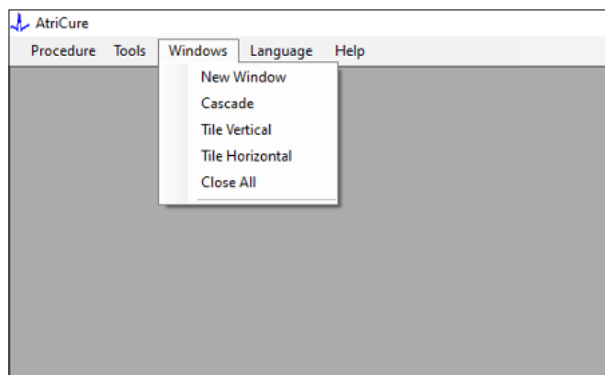 AtriCure
Procedure Tools Windows Language Help
New Window
Cascade
Tile Vertical
Tile Horizontal
Close All